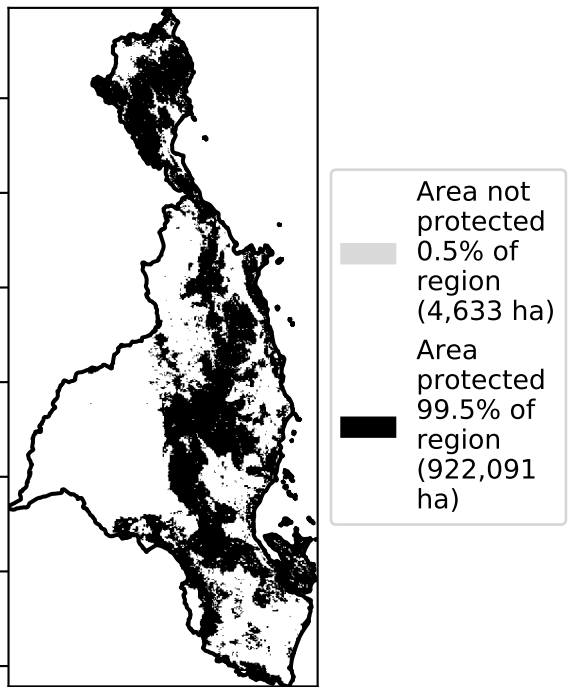 Area not
protected
0.5% of
region
(4,633 ha)
Area
protected
99.5% of
region
(922,091
ha)